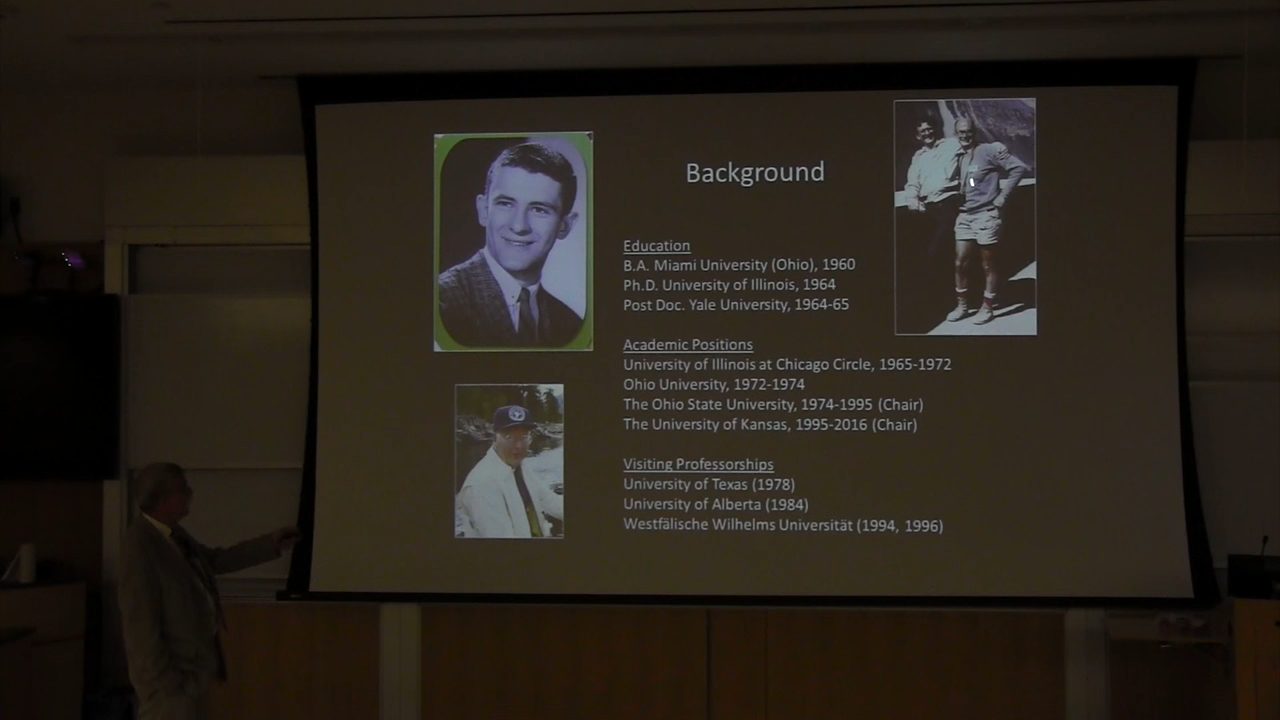 Background
Education
B.A. Miami University (Ohio), 1960
Ph.D. University of Illinois, 1964
Post Doc. Yale University, 1964-65
Academic Positions
University of Illinois at Chicago Circle, 1965-1972
Ohio University, 1972-1974
The Ohio State University, 1974-1995 (Chair)
The University of Kansas, 1995-2016 (Chair)
Visiting Professorships
University of Texas (1978)
University of Alberta (1984)
Westfälische Wilhelms Universität (1994, 1996)